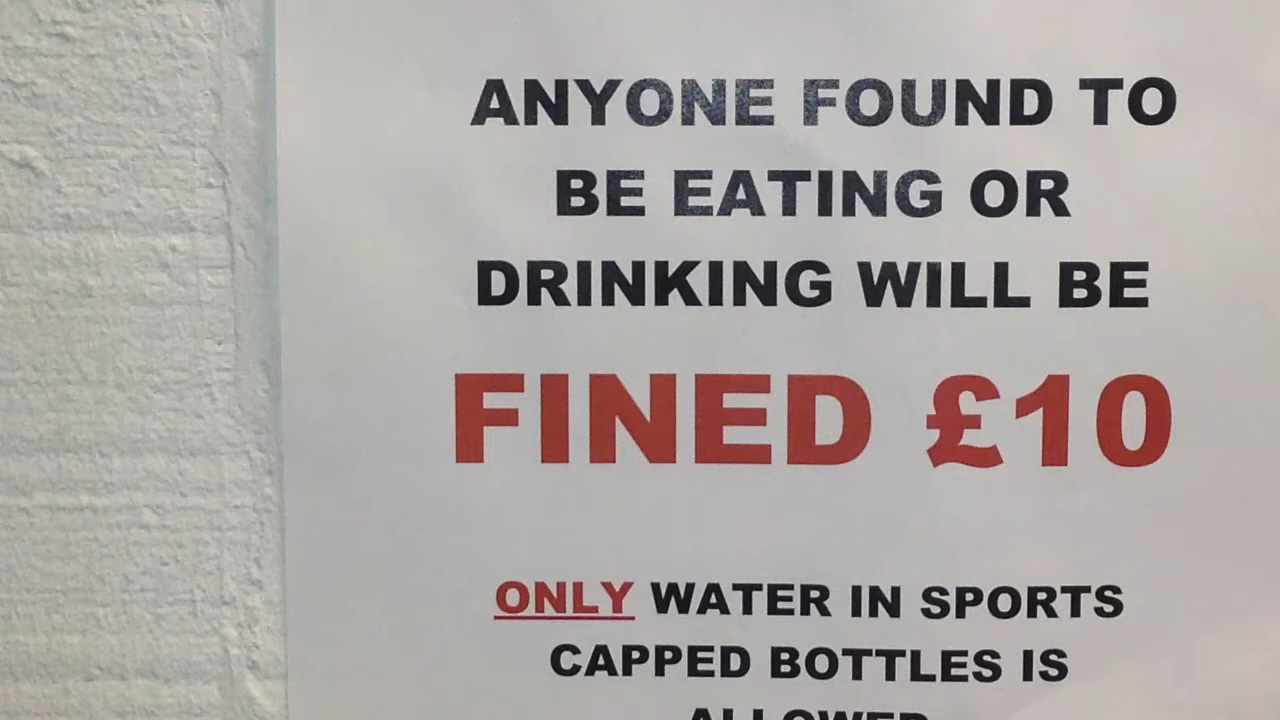 ANYONE FOUND TO
BE EATING OR
DRINKING WILL BE
FINED £10
ONLY WATER IN SPORTS
CAPPED BOTTLES IS